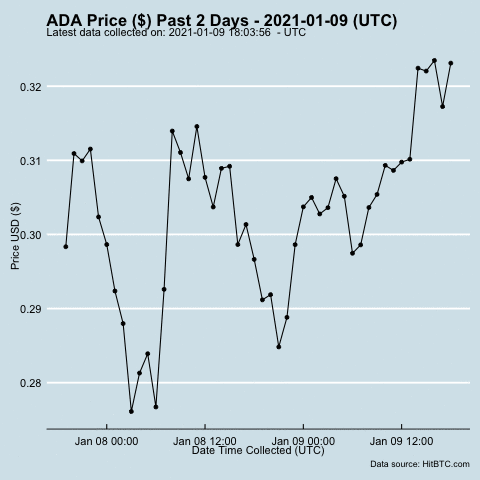 ADA Price ($) Past 2 Days - 2021-01-09 (UTC)
Latest data collected on: 2021-01-09 18:03:56  - UTC
0.32
0.31
0.30
0.29
0.28
Price USD ($)
Jan 08 00:00 Jan 08 12:00 Jan 09 00:00 Jan 09 12:00
Date Time Collected (UTC)
Data source: HitBTC.com